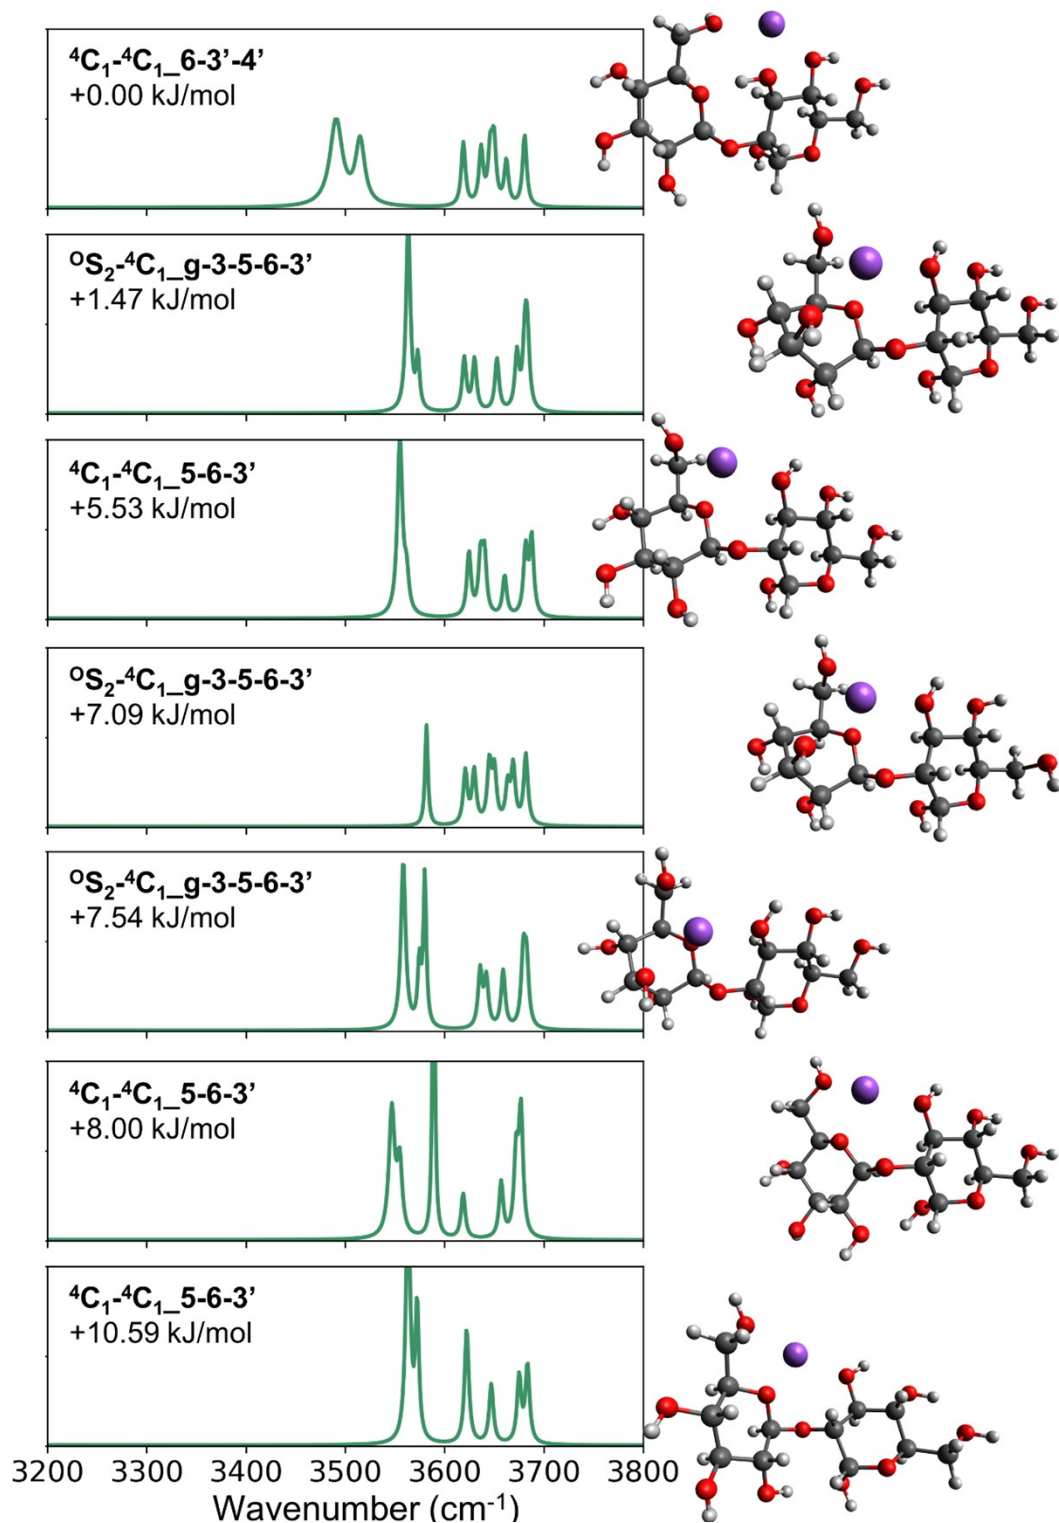 ⁴C₁-⁴C₁_6-3’-4’
+0.00 kJ/mol
ᴼS₂-⁴C₁_g-3-5-6-3’
+1.47 kJ/mol
⁴C₁-⁴C₁_5-6-3’
+5.53 kJ/mol
ᴼS₂-⁴C₁_g-3-5-6-3’
+7.09 kJ/mol
ᴼS₂-⁴C₁_g-3-5-6-3’
+7.54 kJ/mol
⁴C₁-⁴C₁_5-6-3’
+8.00 kJ/mol
⁴C₁-⁴C₁_5-6-3’
+10.59 kJ/mol
3200 3300 3400 3500 3600 3700 3800
Wavenumber (cm⁻¹)